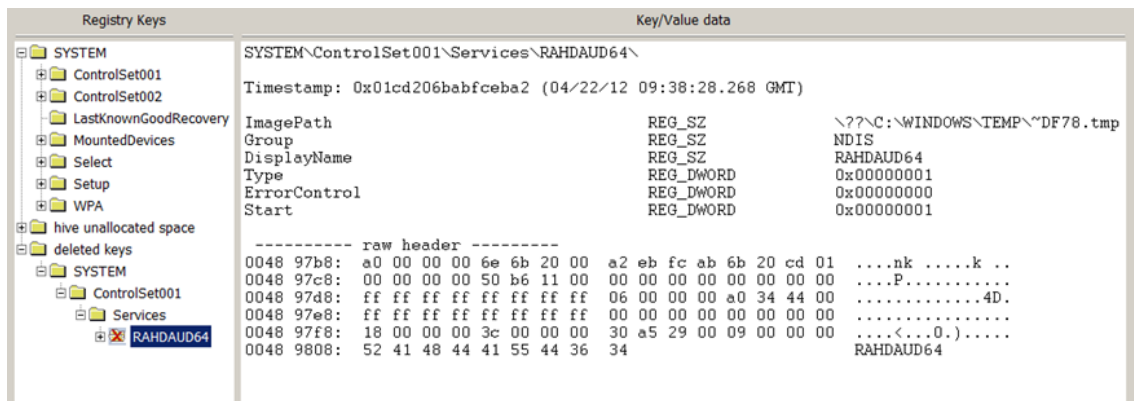 Registry Keys
SYSTEM
ControlSet001
ControlSet002
LastKnownGoodRecovery
MountedDevices
Select
Setup
WPA
hive unallocated space
deleted keys
SYSTEM
ControlSet001
Services
RAHDAUD64
Key/Value data
SYSTEM\ControlSet001\Services\RAHDAUD64\
Timestamp: 0x01cd206babfceba2 (04/22/12 09:38:28.268 GMT)
ImagePath REG_SZ \??\C:\WINDOWS\TEMP\~DF78.tmp
Group REG_SZ NDIS
DisplayName REG_SZ RAHDAUD64
Type REG_DWORD 0x00000001
ErrorControl REG_DWORD 0x00000000
Start REG_DWORD 0x00000001
---------- raw header ---------
0048 97b8: a0 00 00 00 6e 6b 20 00 a2 eb fc ab 6b 20 cd 01 ....nk .....k ..
0048 97c8: 00 00 00 00 50 b6 11 00 00 00 00 00 00 00 00 00 ....P...........
0048 97d8: ff ff ff ff ff ff ff ff 06 00 00 00 a0 34 44 00 .............4D.
0048 97e8: ff ff ff ff ff ff ff ff 00 00 00 00 00 00 00 00 ................
0048 97f8: 18 00 00 00 3c 00 00 00 30 a5 29 00 09 00 00 00 ....<...0.).....
0048 9808: 52 41 48 44 41 55 44 36 34 RAHDAUD64